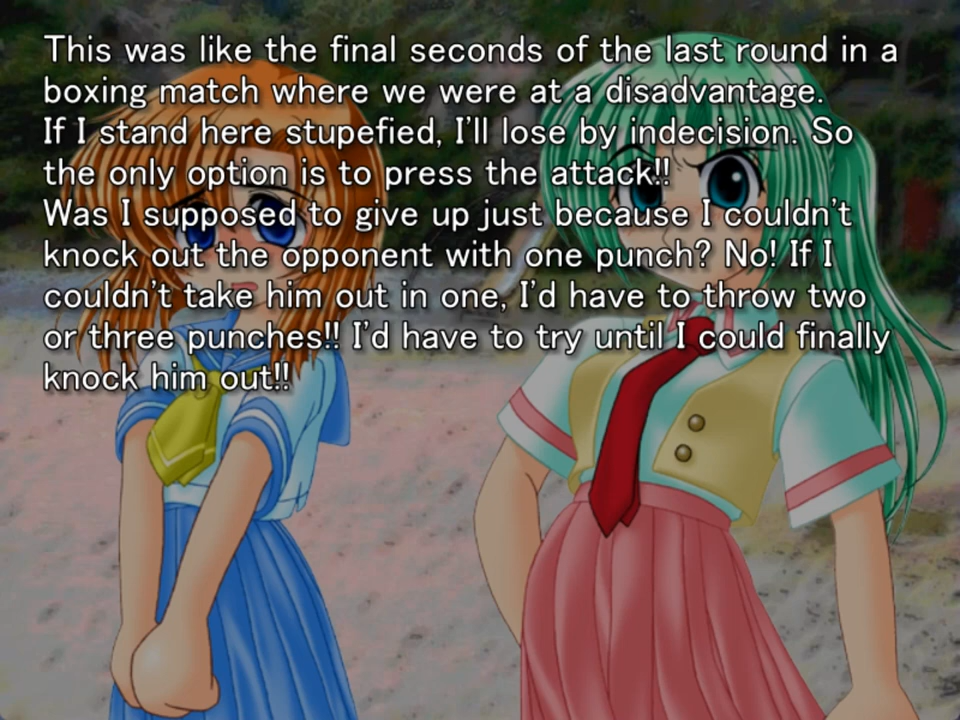 This was like the final seconds of the last round in a
boxing match where we were at a disadvantage.
If I stand here stupefied, I'll lose by indecision. So
the only option is to press the attack!!
Was I supposed to give up just because I couldn't
knock out the opponent with one punch? No! If I
couldn't take him out in one, I'd have to throw two
or three punches!! I'd have to try until I could finally
knock him out!!